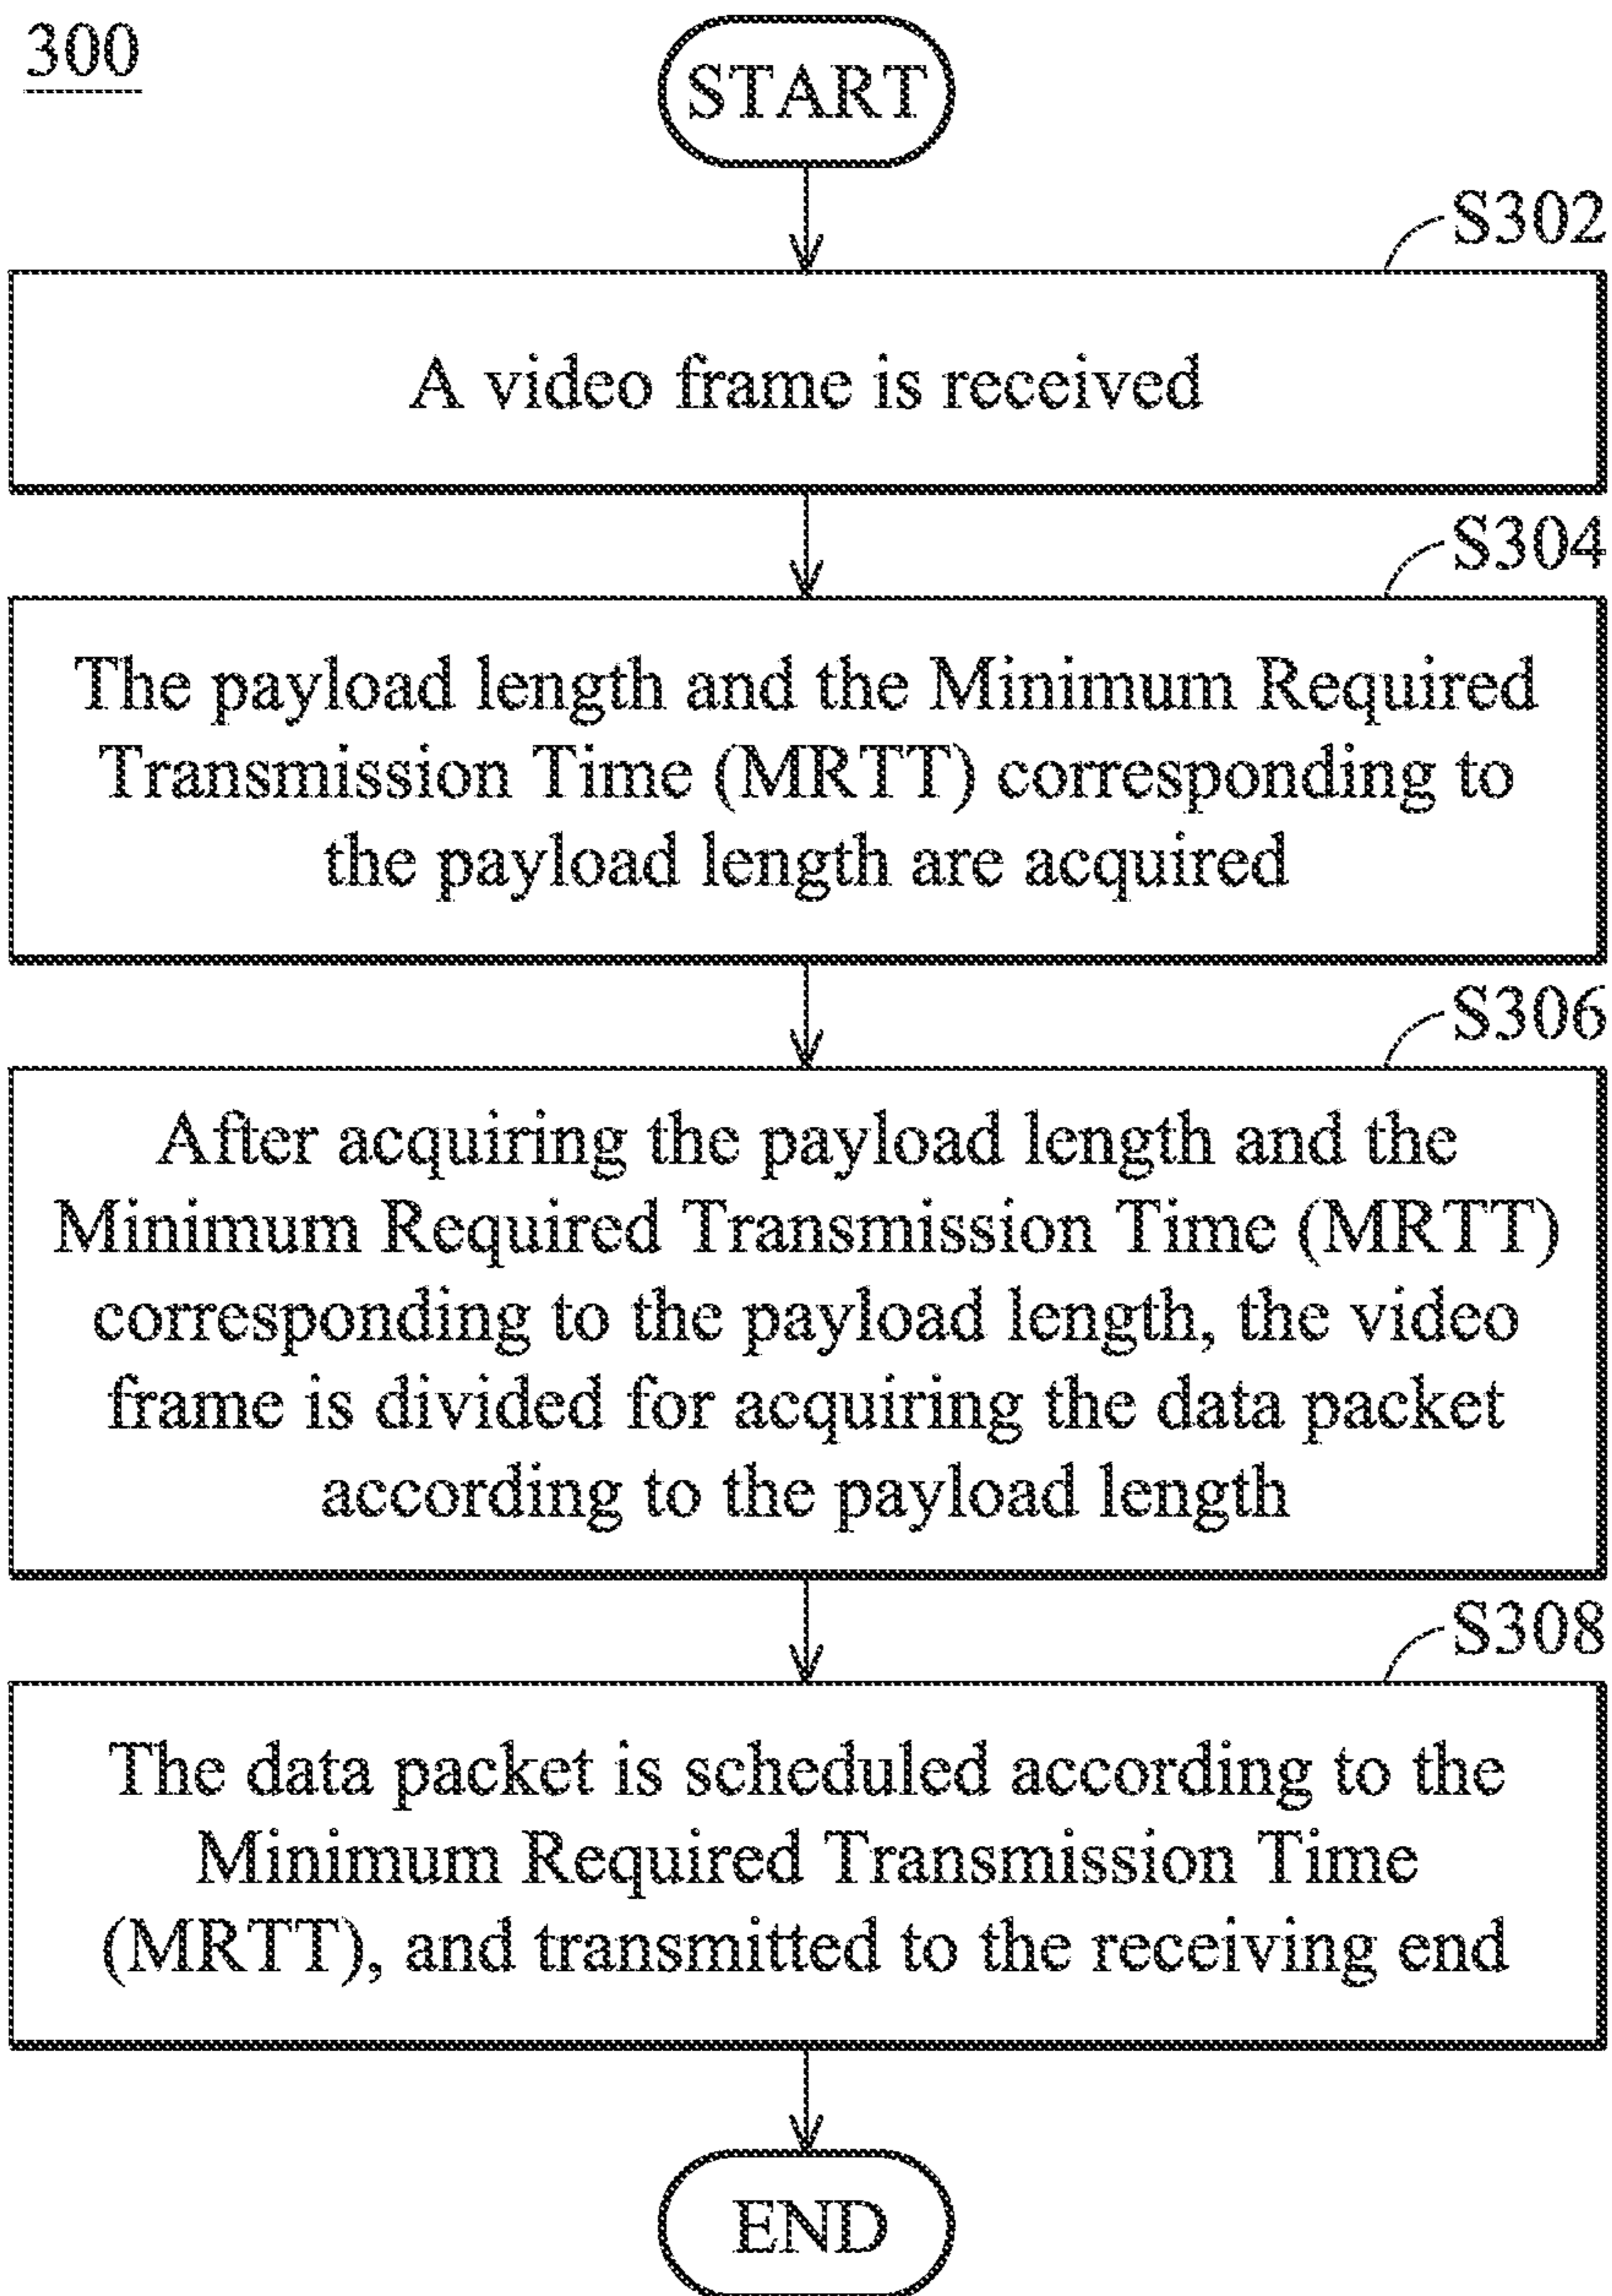 300
START
S302
A video frame is received
S304
The payload length and the Minimum Required
Transmission Time (MRTT) corresponding to
the payload length are acquired
S306
After acquiring the payload length and the
Minimum Required Transmission Time (MRTT)
corresponding to the payload length, the video
frame is divided for acquiring the data packet
according to the payload length
S308
The data packet is scheduled according to the
Minimum Required Transmission Time
(MRTT), and transmitted to the receiving end
END